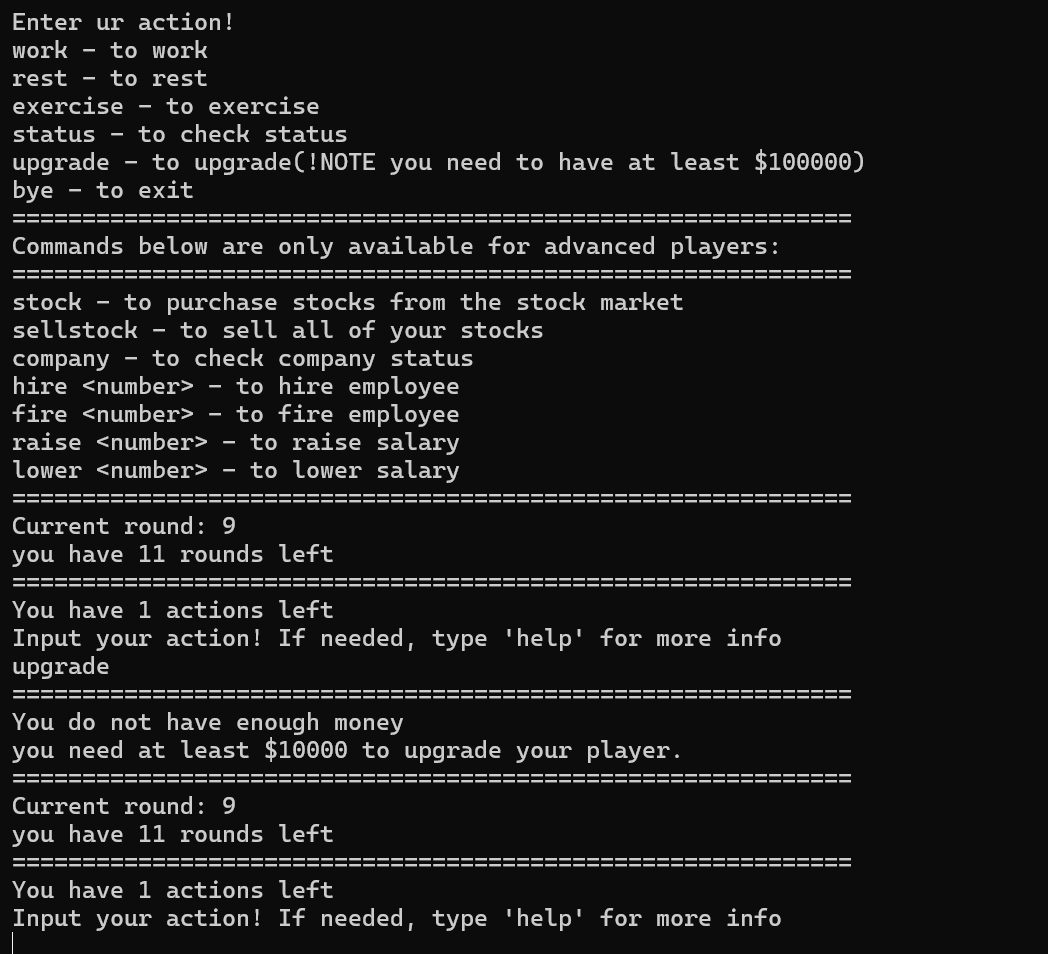 Enter ur action!
work - to work
rest - to rest
exercise - to exercise
status - to check status
upgrade - to upgrade(!NOTE you need to have at least $100000)
bye - to exit
============================================================
Commands below are only available for advanced players:
============================================================
stock - to purchase stocks from the stock market
sellstock - to sell all of your stocks
company - to check company status
hire <number> - to hire employee
fire <number> - to fire employee
raise <number> - to raise salary
lower <number> - to lower salary
============================================================
Current round: 9
you have 11 rounds left
============================================================
You have 1 actions left
Input your action! If needed, type 'help' for more info
upgrade
============================================================
You do not have enough money
you need at least $10000 to upgrade your player.
============================================================
Current round: 9
you have 11 rounds left
============================================================
You have 1 actions left
Input your action! If needed, type 'help' for more info